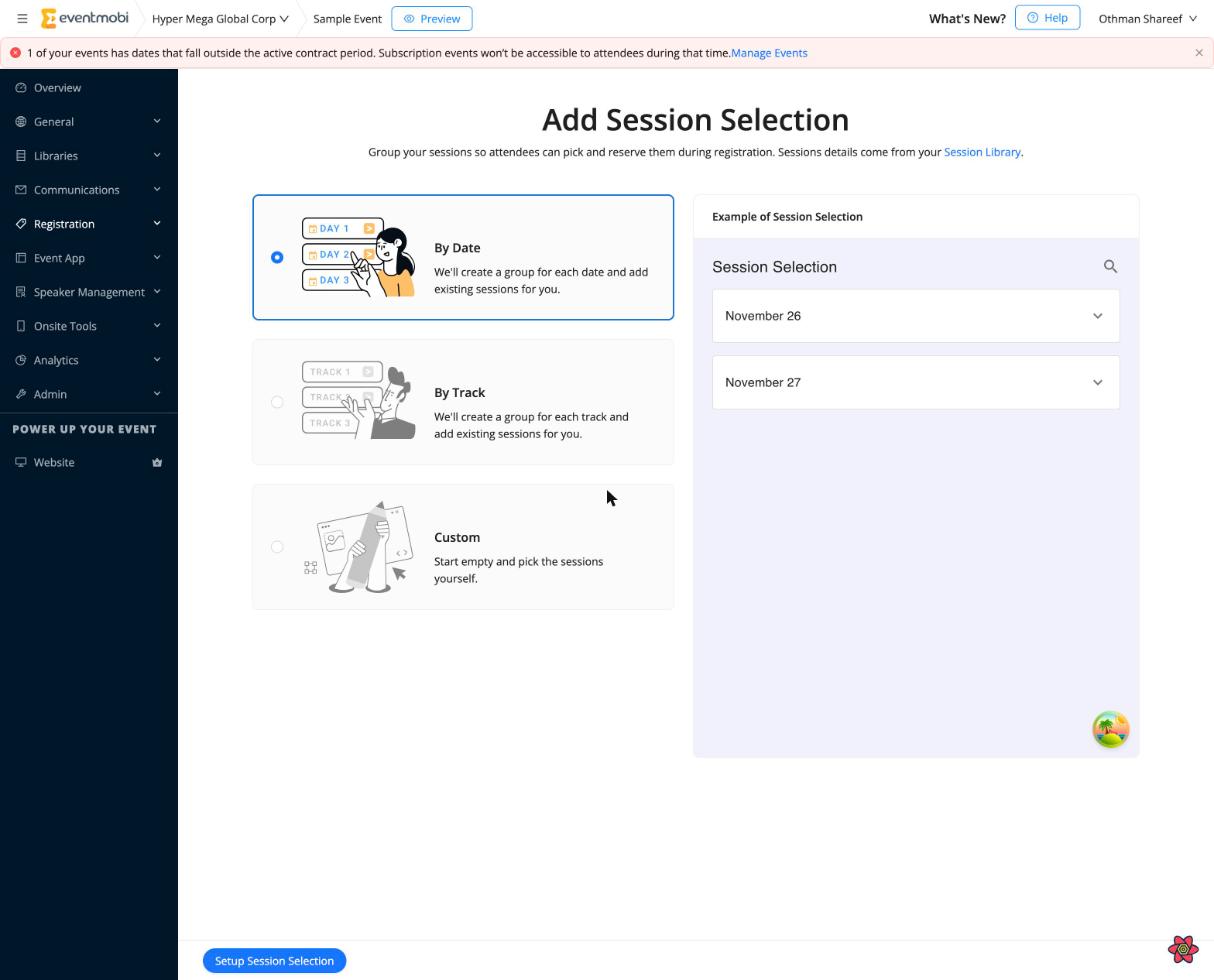 eventmobi
Hyper Mega Global Corp
Sample Event
Preview
What's New?
Help
Othman Shareef
1 of your events has dates that fall outside the active contract period. Subscription events won't be accessible to attendees during that time.Manage Events
Overview
General
Libraries
Communications
Registration
Event App
Speaker Management
Onsite Tools
Analytics
Admin
POWER UP YOUR EVENT
Website
Add Session Selection
Group your sessions so attendees can pick and reserve them during registration. Sessions details come from your Session Library.
DAY 1
DAY 2
DAY 3
By Date
We'll create a group for each date and add
existing sessions for you.
TRACK 1
TRACK
TRACK 3
By Track
We'll create a group for each track and
add existing sessions for you.
Custom
Start empty and pick the sessions
yourself.
Example of Session Selection
Session Selection
November 26
November 27
Setup Session Selection